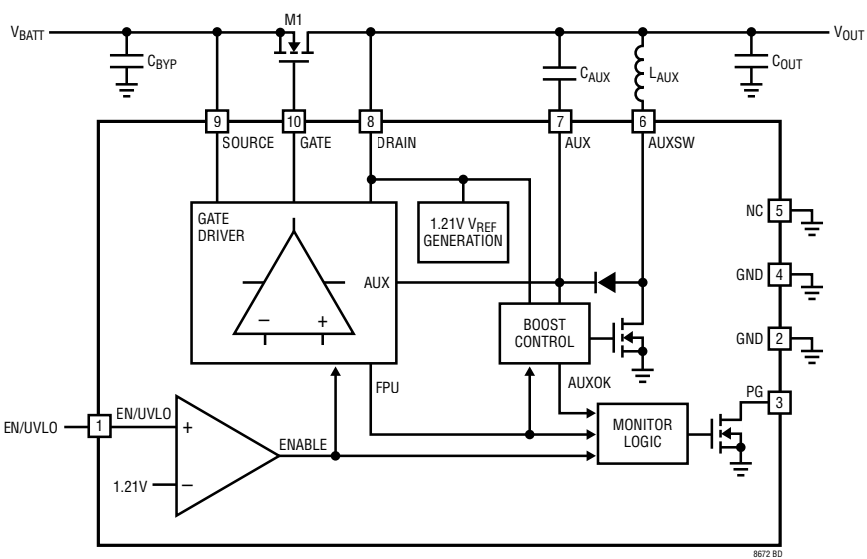 M1
VBATT
VOUT
CBYP
CAUX
LAUX
COUT
9
10
8
7
6
SOURCE
GATE
DRAIN
AUX
AUXSW
GATE
DRIVER
1.21V VREF
GENERATION
NC
5
AUX
GND
4
– +
BOOST
CONTROL
GND
2
FPU
AUXOK
PG
3
EN/UVLO
1
EN/UVLO
+
ENABLE
MONITOR
LOGIC
1.21V
–
8672 BD